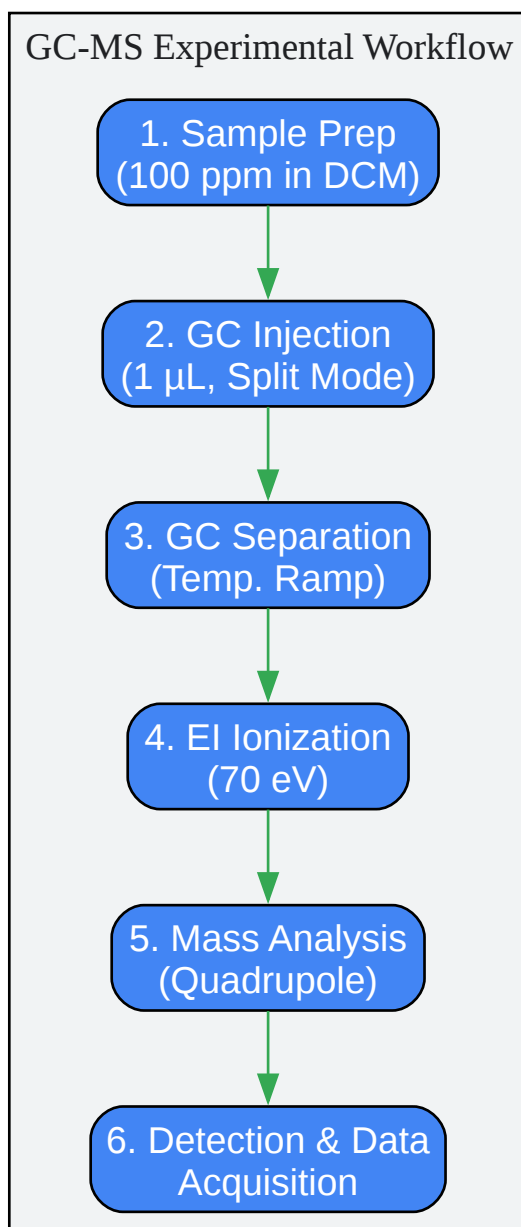 GC-MS Experimental Workflow
1. Sample Prep
(100 ppm in DCM)
2. GC Injection
(1 µL, Split Mode)
3. GC Separation
(Temp. Ramp)
4. EI Ionization
(70 eV)
5. Mass Analysis
(Quadrupole)
6. Detection & Data
Acquisition